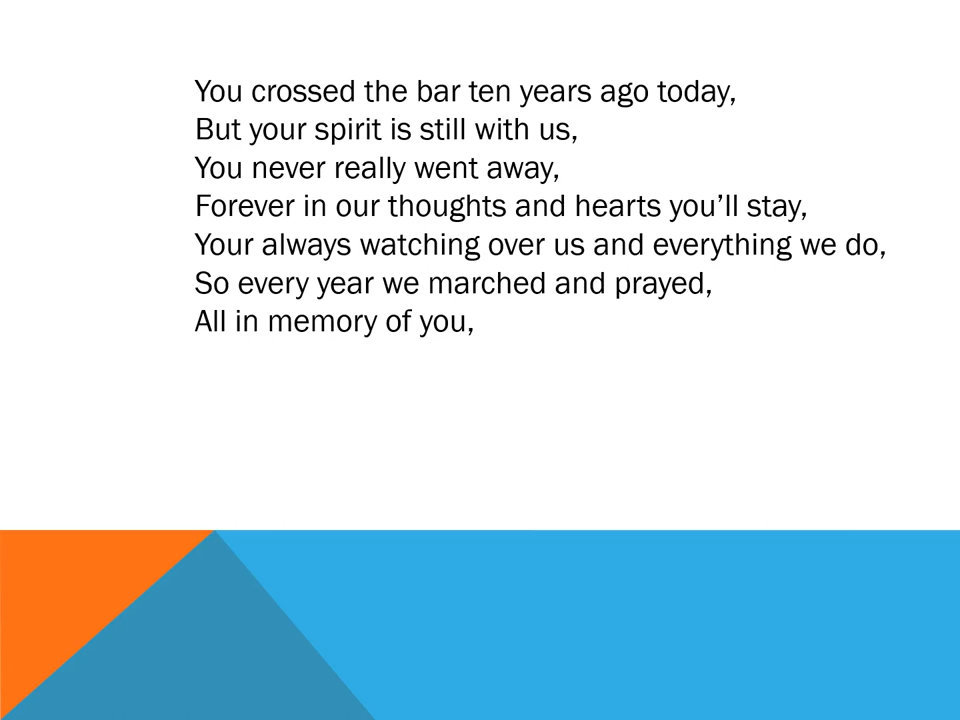 You crossed the bar ten years ago today,
But your spirit is still with us,
You never really went away,
Forever in our thoughts and hearts you’ll stay,
Your always watching over us and everything we do,
So every year we marched and prayed,
All in memory of you,